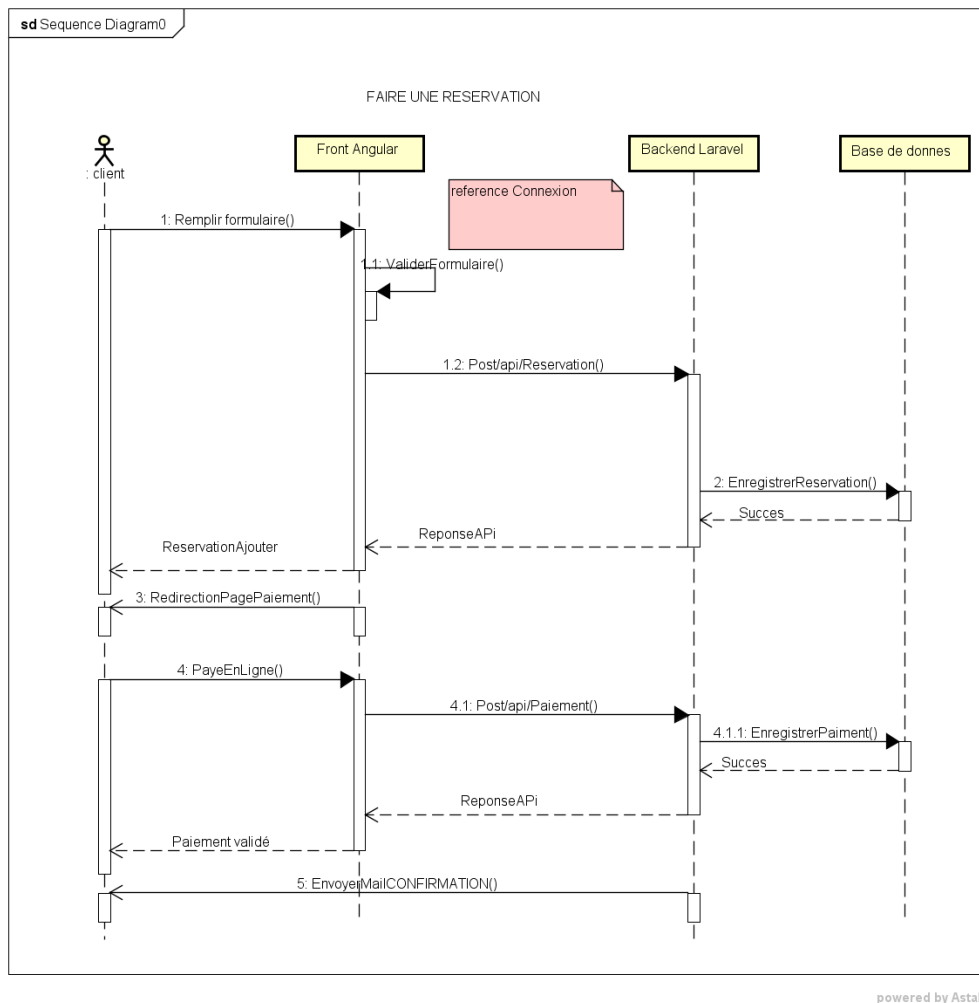 sd Sequence Diagram0
FAIRE UNE RESERVATION
: client
Front Angular
Backend Laravel
Base de donnes
reference Connexion
1: Remplir formulaire()
1.1: ValiderFormulaire()
1.2: Post/api/Reservation()
2: EnregistrerReservation()
Succes
ReponseAPi
ReservationAjouter
3: RedirectionPagePaiement()
4: PayeEnLigne()
4.1: Post/api/Paiement()
4.1.1: EnregistrerPaiment()
Succes
ReponseAPi
Paiement validé
5: EnvoyerMailCONFIRMATION()
powered by Asta